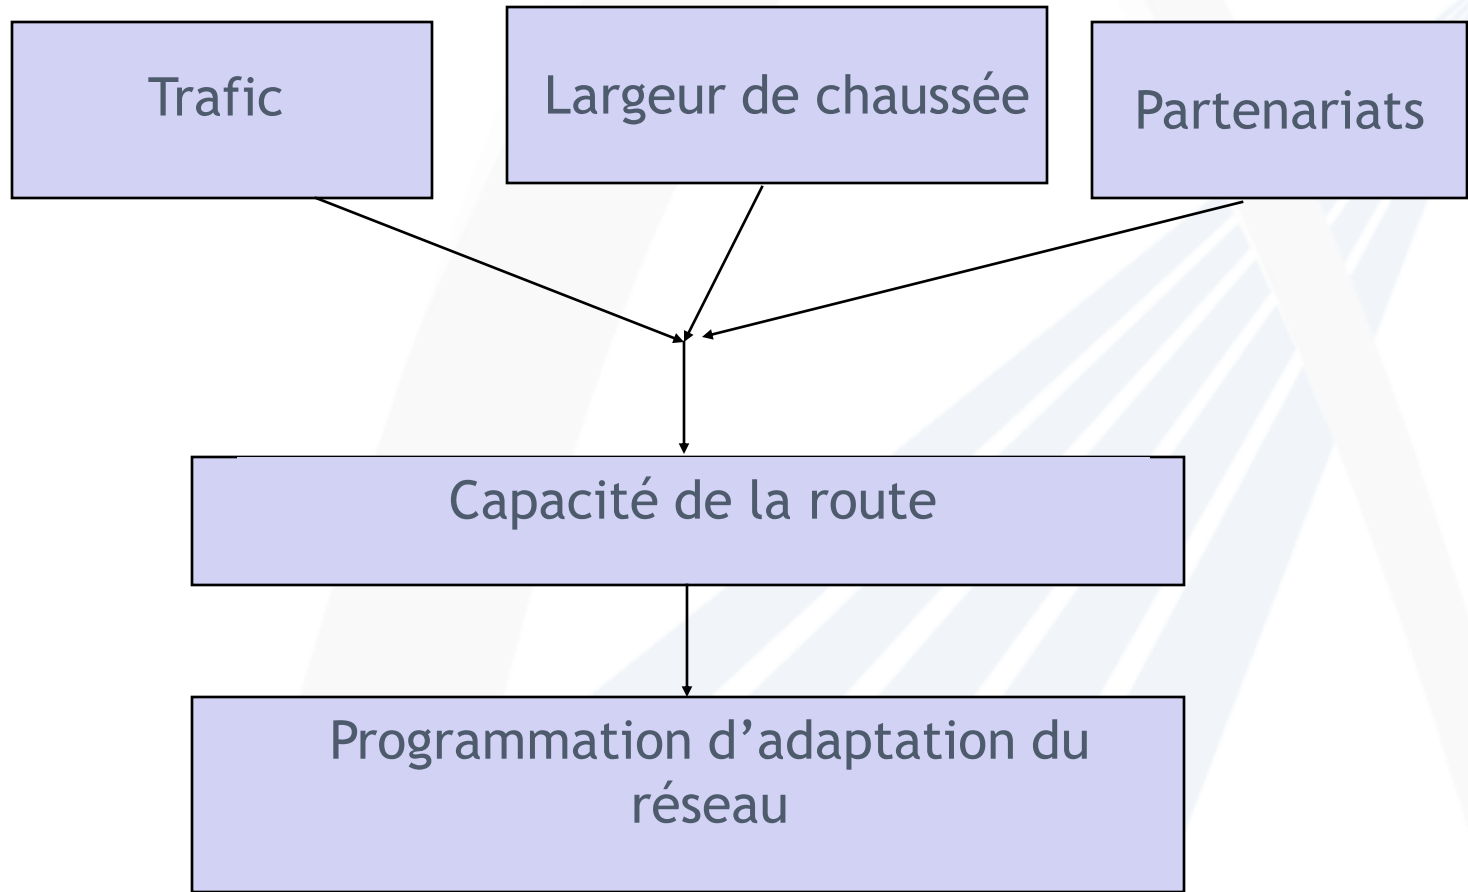 Trafic
Largeur de chaussée
Partenariats
Capacité de la route
Programmation d’adaptation du
réseau